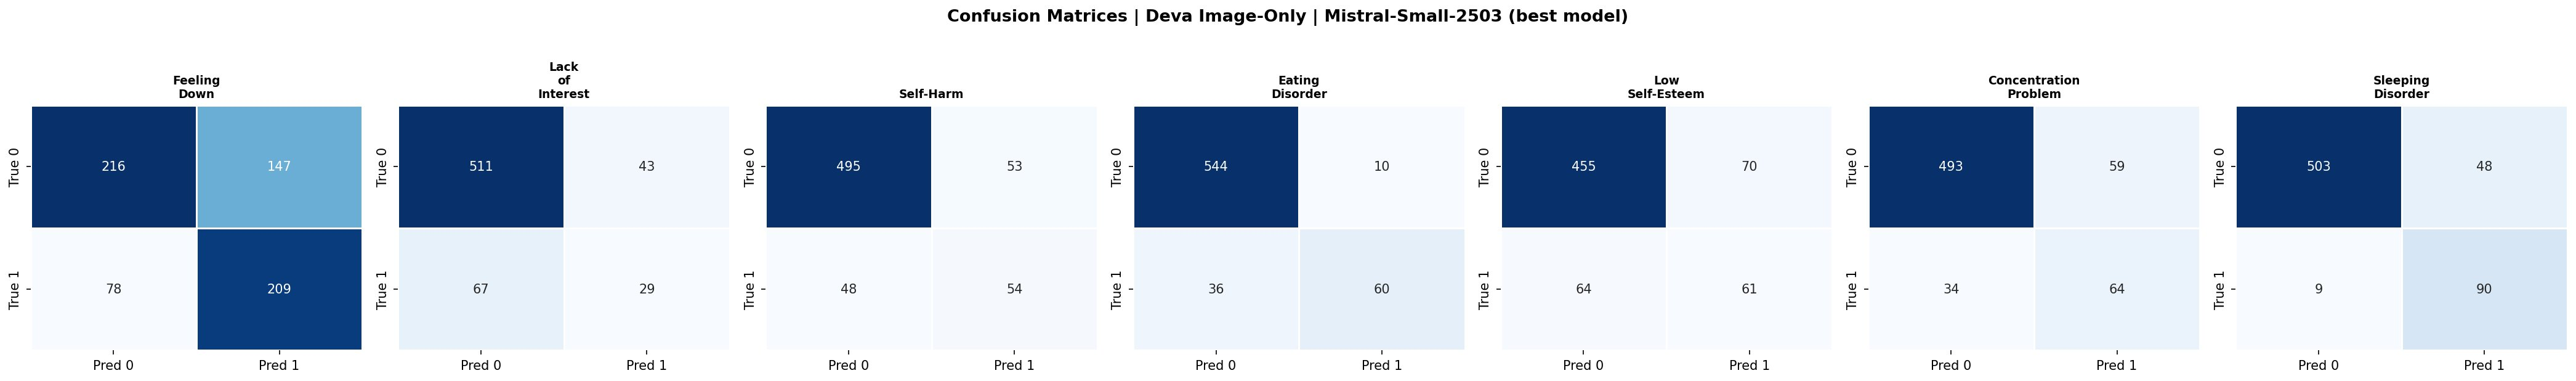 Confusion Matrices | Deva Image-Only | Mistral-Small-2503 (best model)
Feeling
Down
True 0
216 147
True 1
78 209
Pred 0 Pred 1
Lack
of
Interest
True 0
511 43
True 1
67 29
Pred 0 Pred 1
Self-Harm
True 0
495 53
True 1
48 54
Pred 0 Pred 1
Eating
Disorder
True 0
544 10
True 1
36 60
Pred 0 Pred 1
Low
Self-Esteem
True 0
455 70
True 1
64 61
Pred 0 Pred 1
Concentration
Problem
True 0
493 59
True 1
34 64
Pred 0 Pred 1
Sleeping
Disorder
True 0
503 48
True 1
9 90
Pred 0 Pred 1